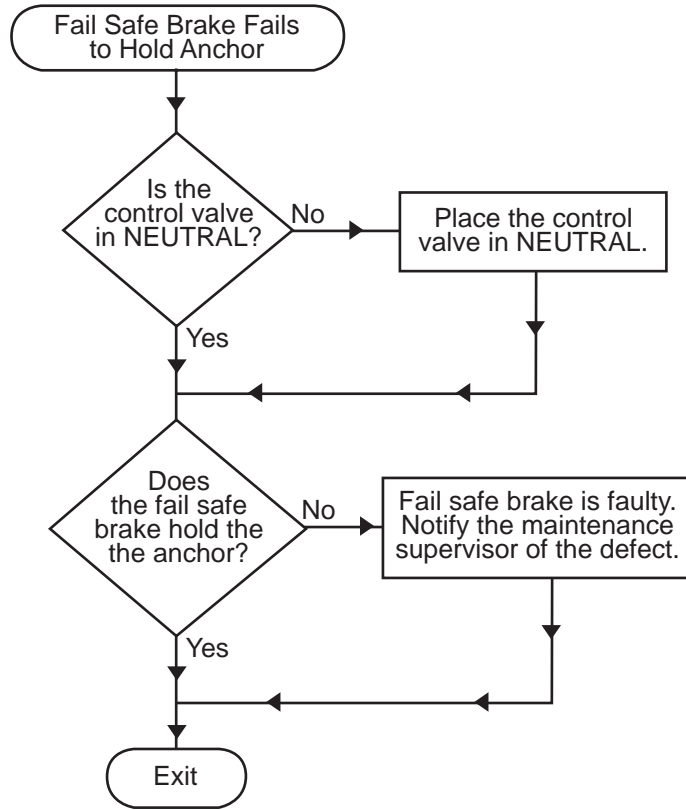 Fail Safe Brake Fails
to Hold Anchor
Is the
control valve
in NEUTRAL?
No
Place the control
valve in NEUTRAL.
Yes
Does
the fail safe
brake hold the
the anchor?
No
Fail safe brake is faulty.
Notify the maintenance
supervisor of the defect.
Yes
Exit